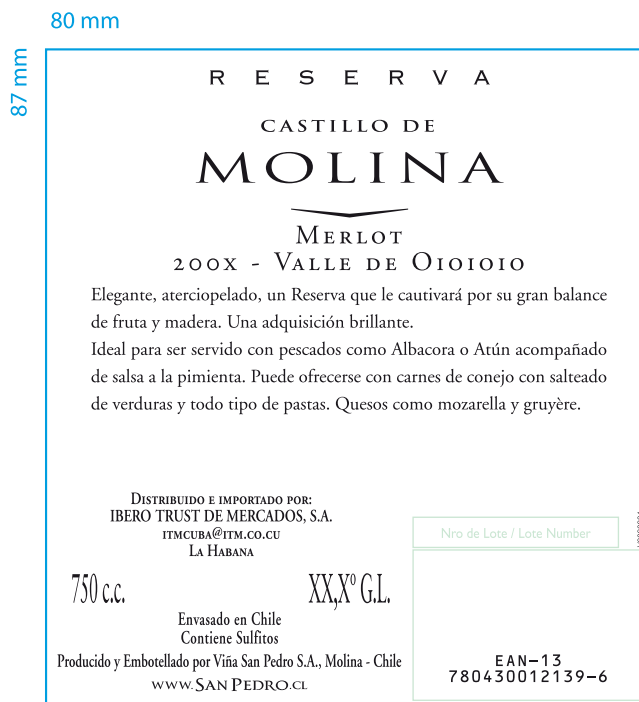 80 mm
87 mm
RESERVA
CASTILLO DE
MOLINA
MERLOT
200X - VALLE DE OIOIOIO
Elegante, aterciopelado, un Reserva que le cautivará por su gran balance
de fruta y madera. Una adquisición brillante.
Ideal para ser servido con pescados como Albacora o Atún acompañado
de salsa a la pimienta. Puede ofrecerse con carnes de conejo con salteado
de verduras y todo tipo de pastas. Quesos como mozarella y gruyère.
DISTRIBUIDO E IMPORTADO POR:
IBERO TRUST DE MERCADOS, S.A.
ITMCUBA@ITM.CO.CU
LA HABANA
Nro de Lote / Lote Number
750 c.c.
XX,Xº G.L.
Envasado en Chile
Contiene Sulfitos
Producido y Embotellado por Viña San Pedro S.A., Molina - Chile
WWW.SAN PEDRO.CL
EAN-13
780430012139-6